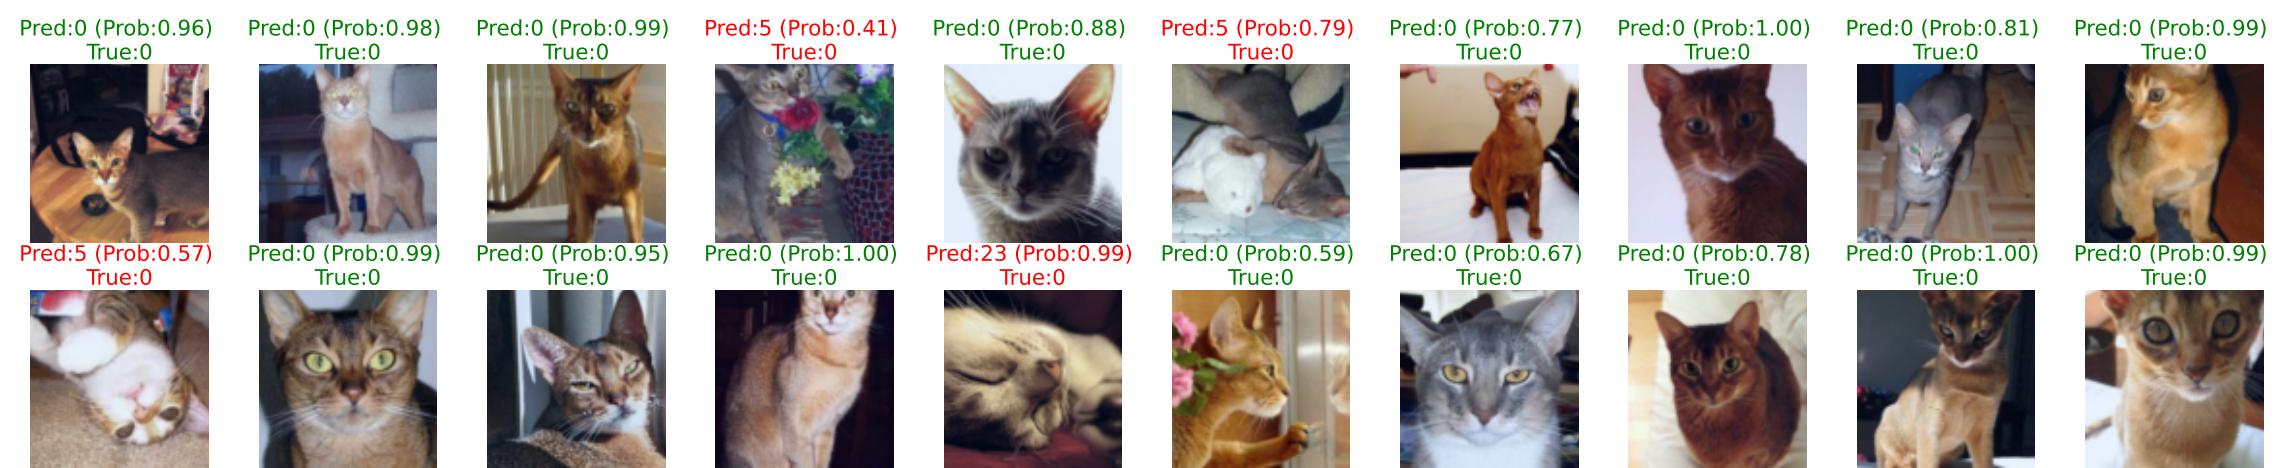 Pred:0 (Prob:0.96)
True:0
Pred:0 (Prob:0.98)
True:0
Pred:0 (Prob:0.99)
True:0
Pred:5 (Prob:0.41)
True:0
Pred:0 (Prob:0.88)
True:0
Pred:5 (Prob:0.79)
True:0
Pred:0 (Prob:0.77)
True:0
Pred:0 (Prob:1.00)
True:0
Pred:0 (Prob:0.81)
True:0
Pred:0 (Prob:0.99)
True:0
Pred:5 (Prob:0.57)
True:0
Pred:0 (Prob:0.99)
True:0
Pred:0 (Prob:0.95)
True:0
Pred:0 (Prob:1.00)
True:0
Pred:23 (Prob:0.99)
True:0
Pred:0 (Prob:0.59)
True:0
Pred:0 (Prob:0.67)
True:0
Pred:0 (Prob:0.78)
True:0
Pred:0 (Prob:1.00)
True:0
Pred:0 (Prob:0.99)
True:0